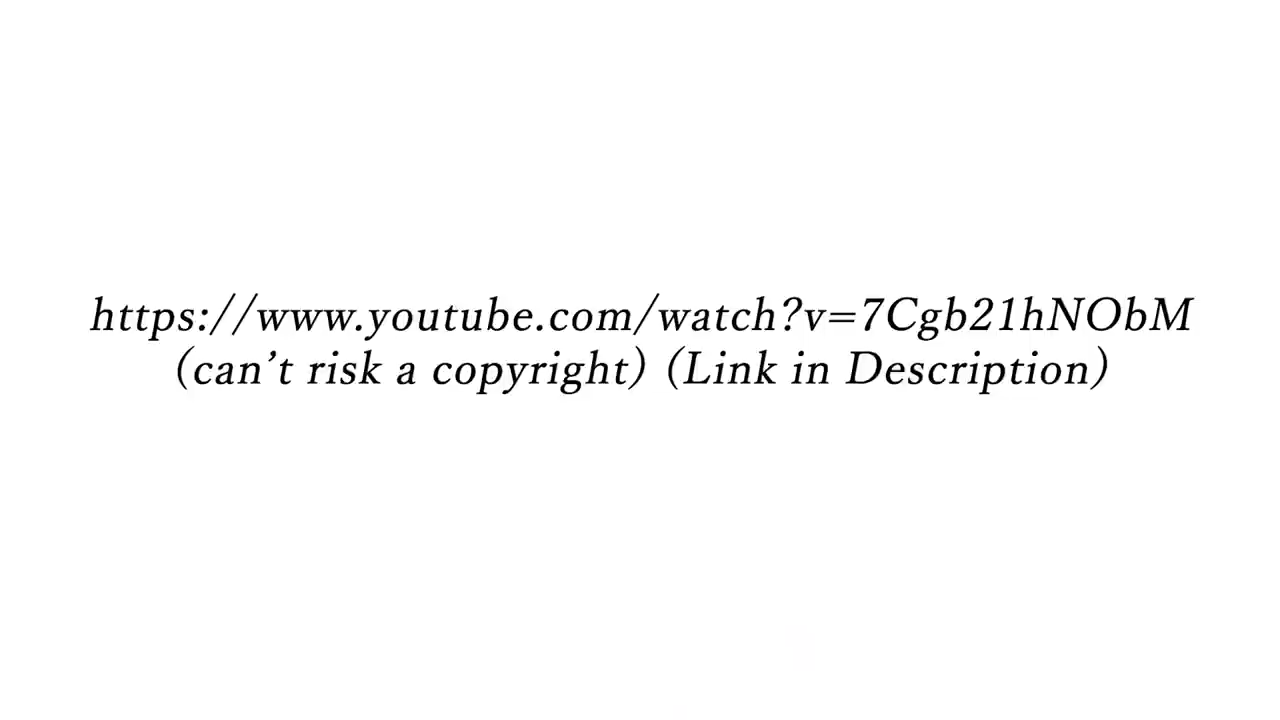 https://www.youtube.com/watch?v=7Cgb21hNObM
(can’t risk a copyright) (Link in Description)